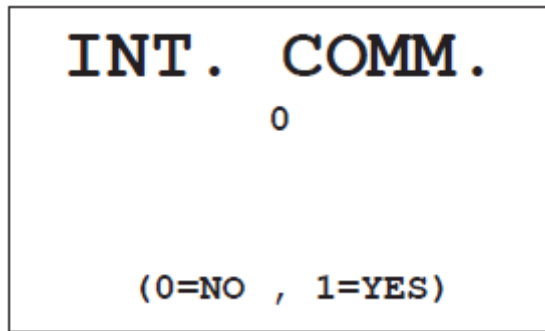 INT. COMM.
0
(0=NO , 1=YES)